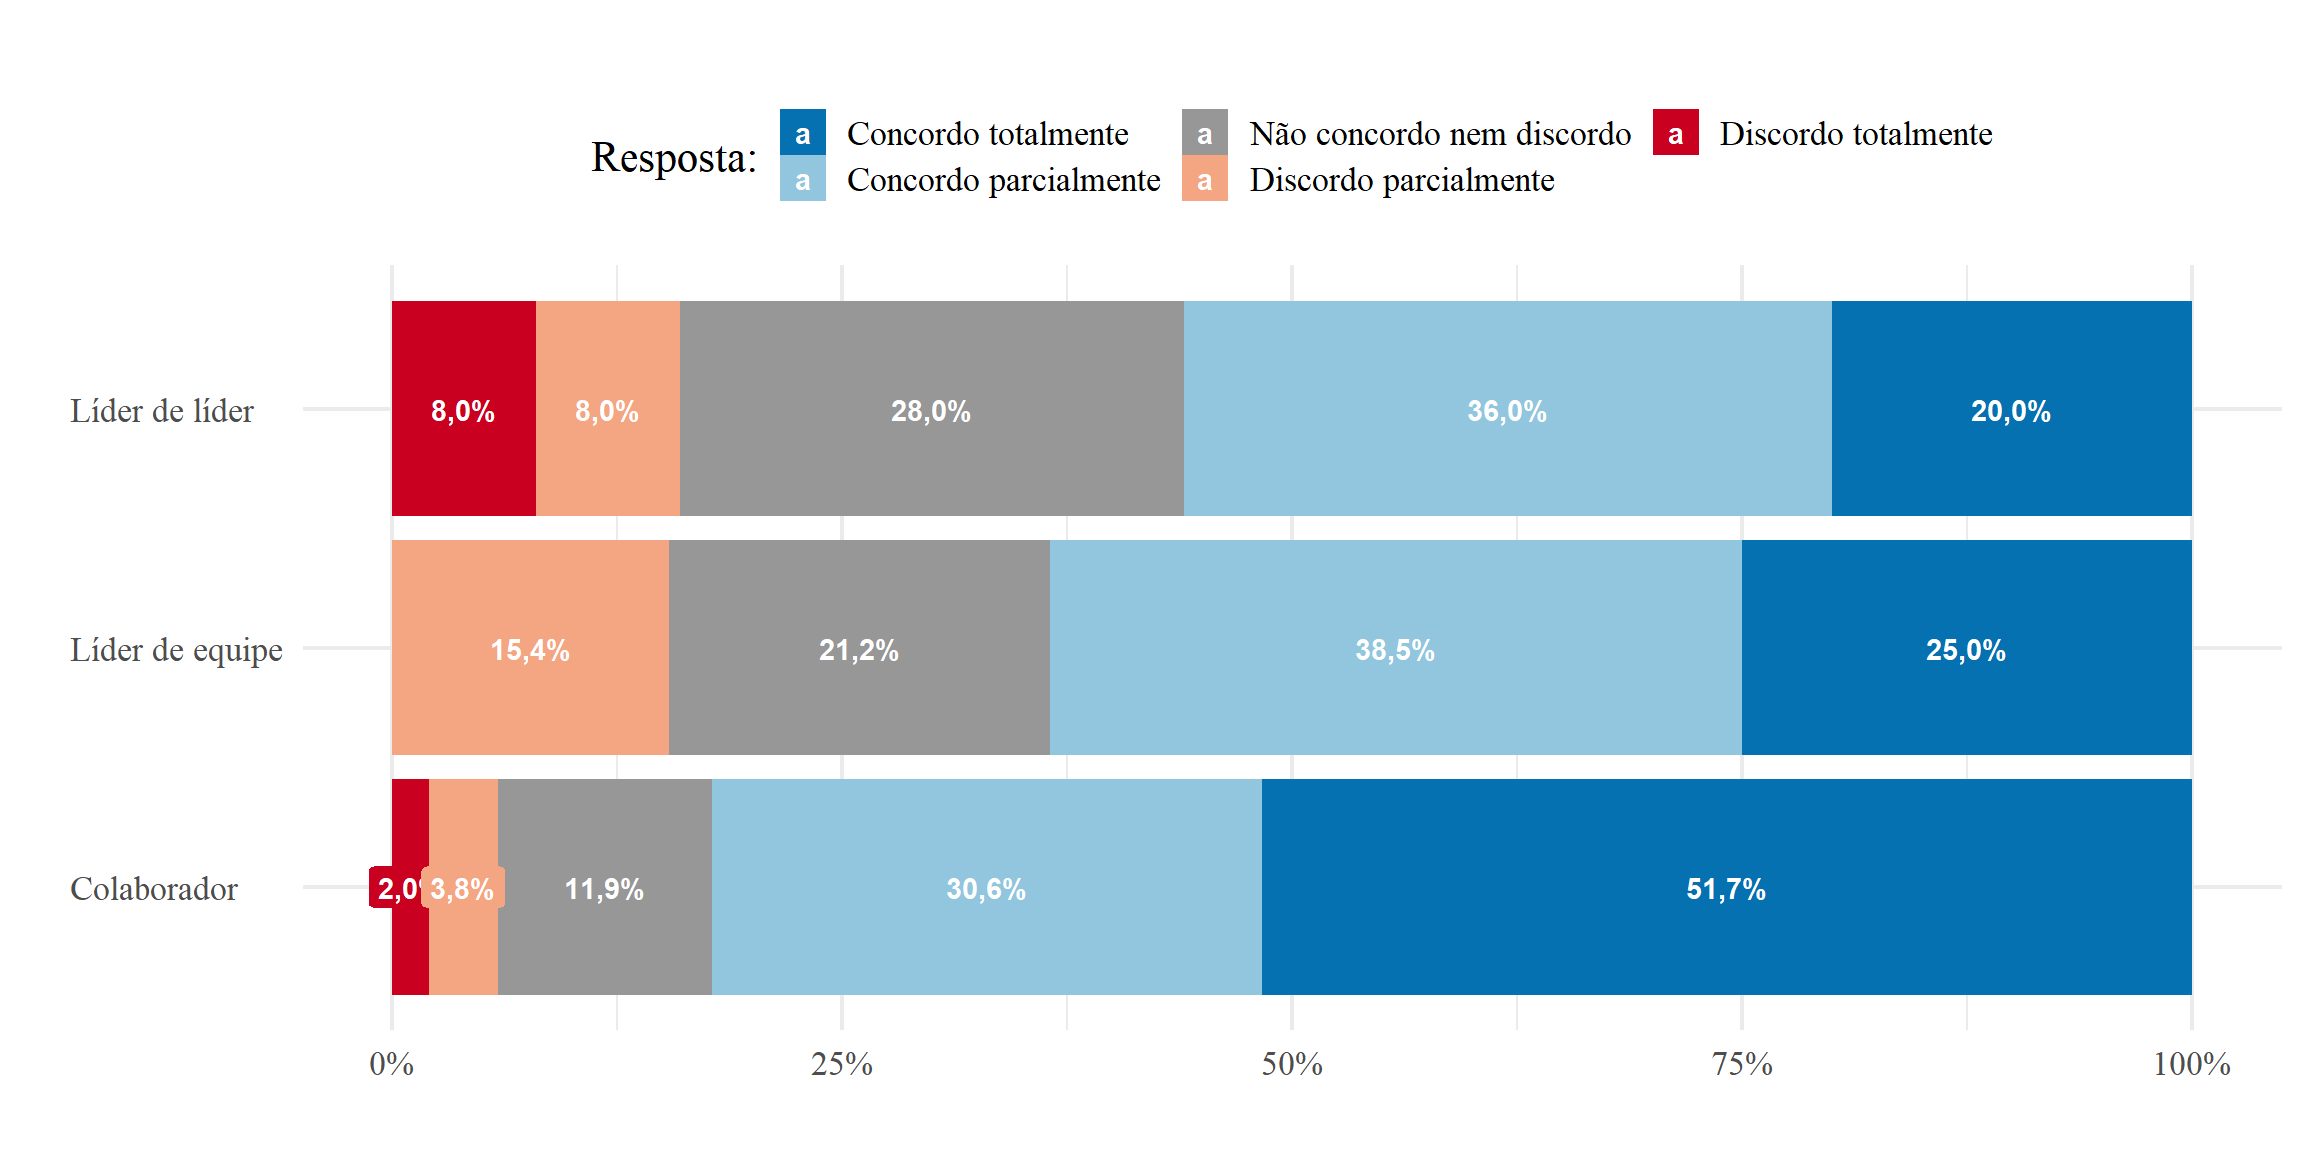 Resposta:
a Concordo totalmente a Não concordo nem discordo a Discordo totalmente
a Concordo parcialmente a Discordo parcialmente
Líder de líder 8,0% 8,0% 28,0% 36,0% 20,0%
Líder de equipe 15,4% 21,2% 38,5% 25,0%
Colaborador 2,0% 3,8% 11,9% 30,6% 51,7%
0% 25% 50% 75% 100%